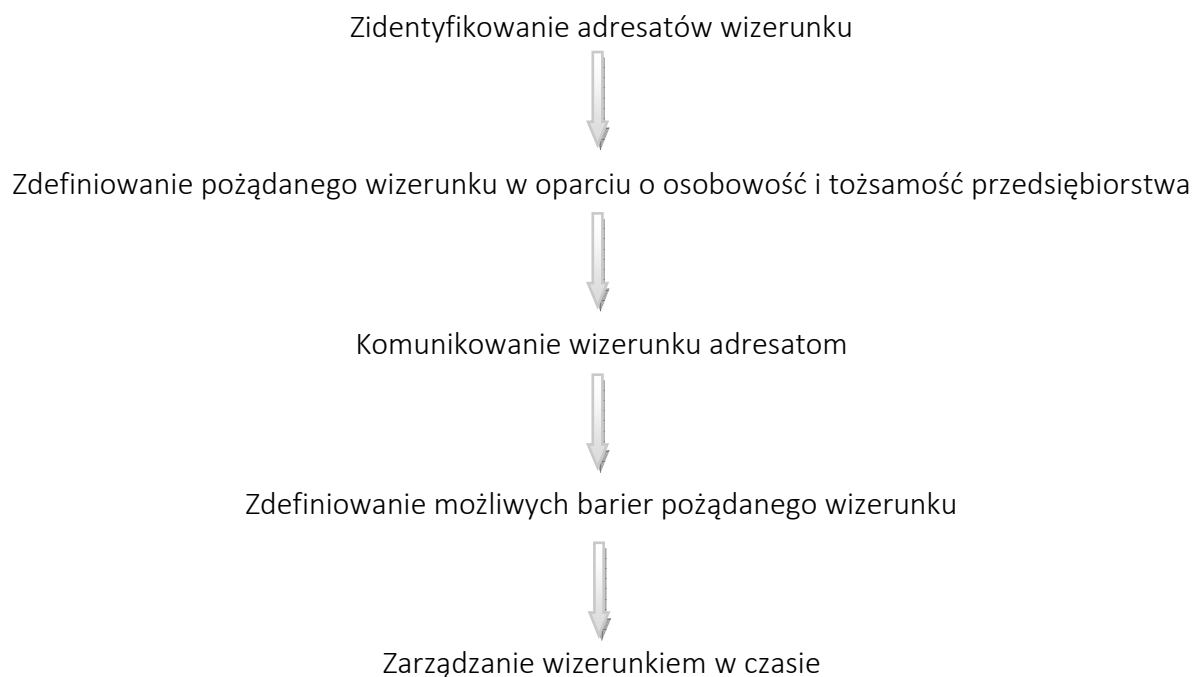 Zidentyfikowanie adresatów wizerunku
Zdefiniowanie pożądanego wizerunku w oparciu o osobowość i tożsamość przedsiębiorstwa
Komunikowanie wizerunku adresatom
Zdefiniowanie możliwych barier pożądanego wizerunku
Zarządzanie wizerunkiem w czasie